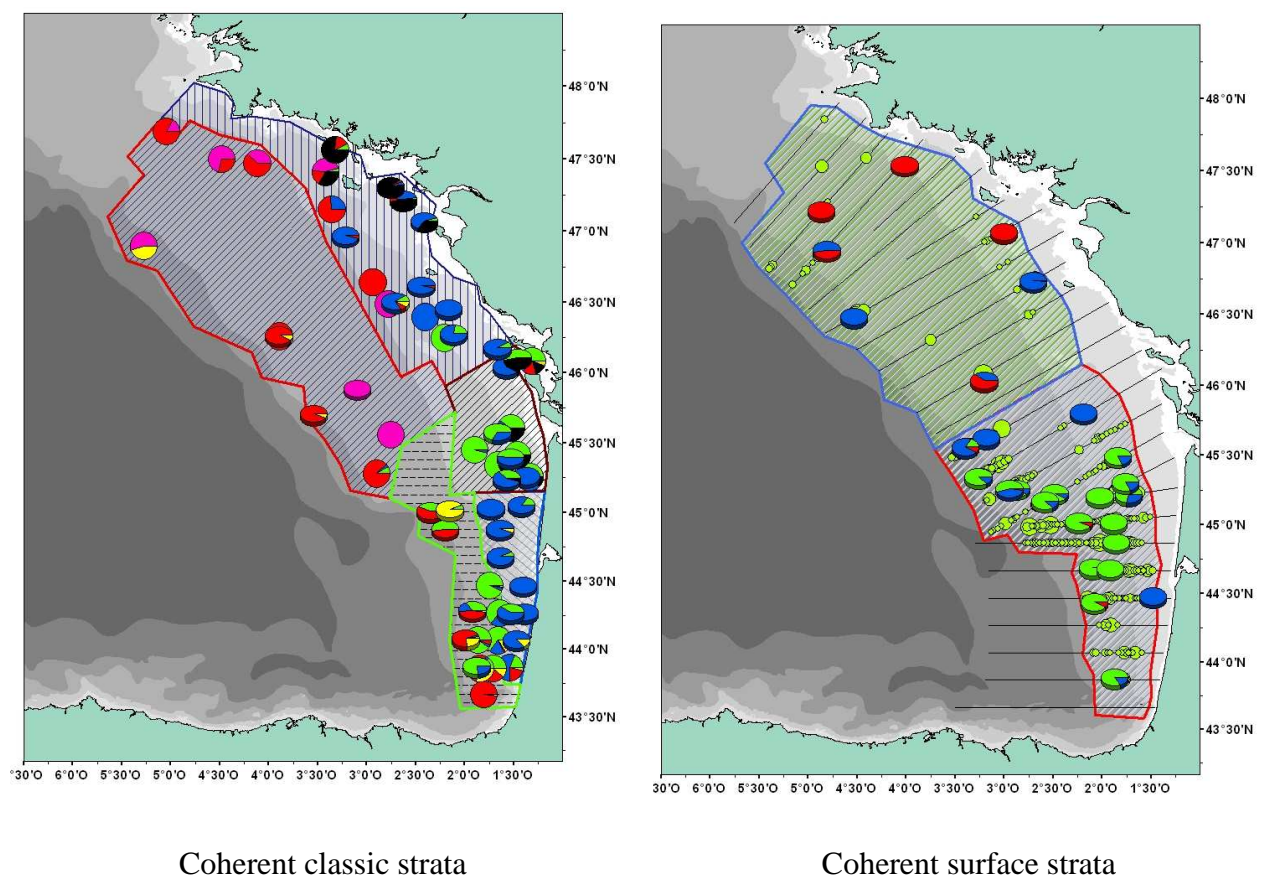 48°0'N
47°30'N
47°0'N
46°30'N
46°0'N
45°30'N
45°0'N
44°30'N
44°0'N
43°30'N
°30'O 6°0'O 5°30'O 5°0'O 4°30'O 4°0'O 3°30'O 3°0'O 2°30'O 2°0'O 1°30'O
48°0'N
47°30'N
47°0'N
46°30'N
46°0'N
45°30'N
45°0'N
44°30'N
44°0'N
43°30'N
30'O 6°0'O 5°30'O 5°0'O 4°30'O 4°0'O 3°30'O 3°0'O 2°30'O 2°0'O 1°30'O
Coherent classic strata
Coherent surface strata